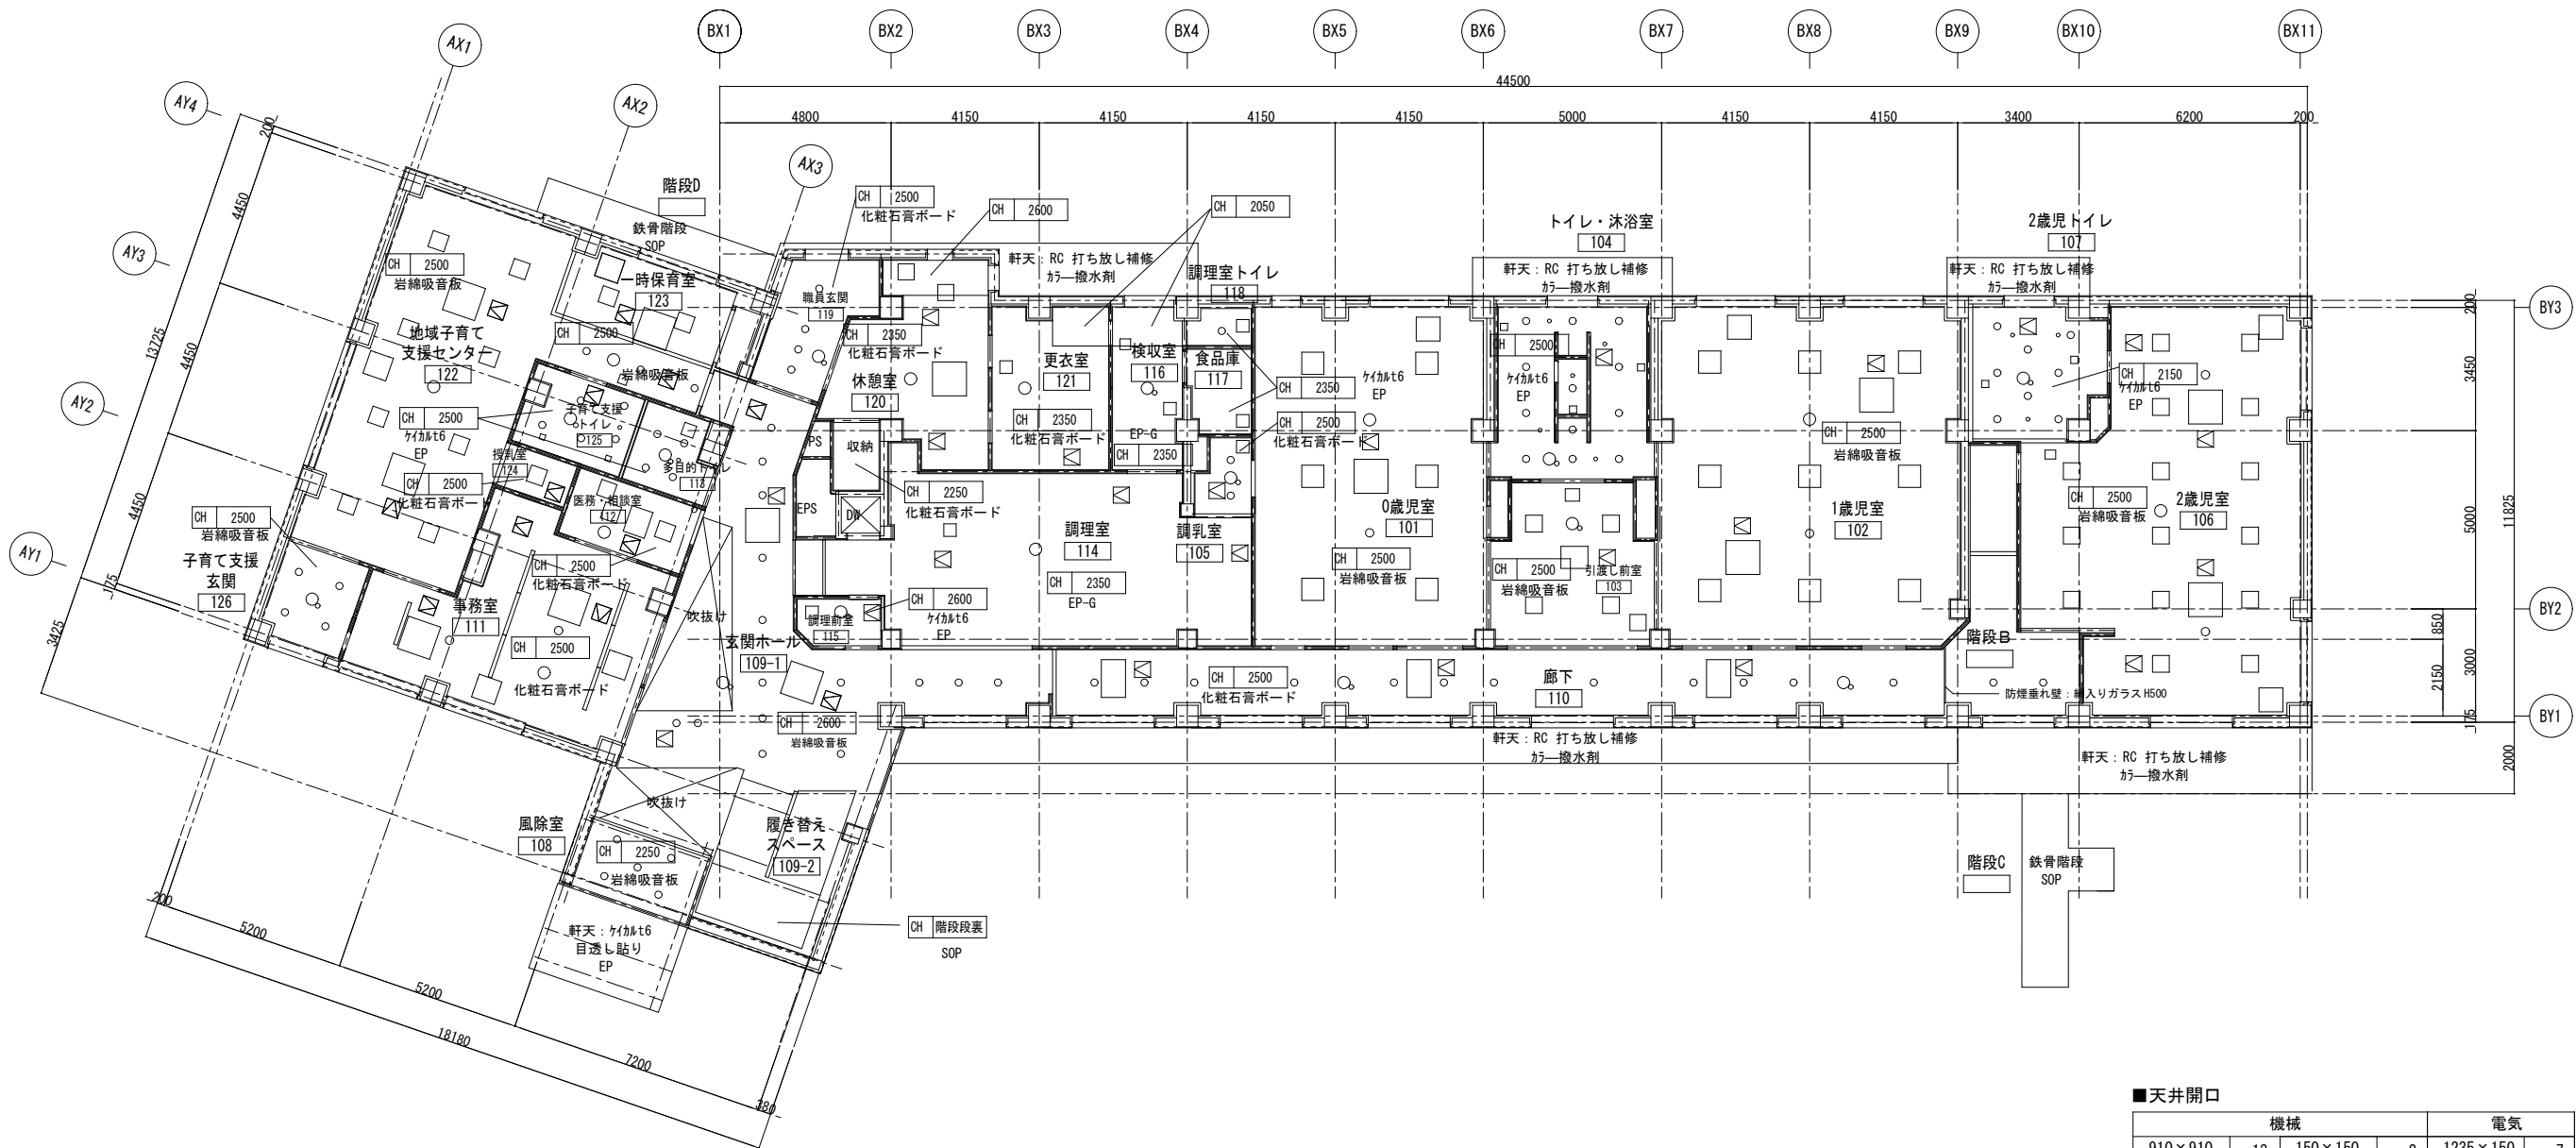 BX1
BX2
BX3
BX4
BX5
BX6
BX7
BX8
BX9
BX10
BX11
AX1
AX2
AX3
AY4
AY3
AY2
AY1
BY3
BY2
BY1
44500
4800
4150
4150
4150
4150
5000
4150
4150
3400
6200
200
200
4450
4450
4450
13725
175
3425
200
5200
5200
7200
18180
380
200
3450
5000
11825
850
2150
3000
175
2000
階段D
鉄骨階段
SOP
CH 2500
化粧石膏ボード
CH 2600
CH 2050
軒天：RC 打ち放し補修
ｶﾗ―撥水剤
調理室トイレ
118
トイレ・沐浴室
104
軒天：RC 打ち放し補修
ｶﾗ―撥水剤
2歳児トイレ
107
軒天：RC 打ち放し補修
ｶﾗ―撥水剤
CH 2500
岩綿吸音板
一時保育室
123
CH 2500
岩綿吸音板
地域子育て
支援センター
122
職員玄関
119
CH 2350
化粧石膏ボード
休憩室
120
更衣室
121
CH 2350
化粧石膏ボード
検収室
116
EP-G
CH 2350
食品庫
117
CH 2350
CH 2500
化粧石膏ボード
ｹｲｶﾙt6
EP
CH 2500
ｹｲｶﾙt6
EP
CH 2500
岩綿吸音板
CH 2150
ｹｲｶﾙt6
EP
CH 2500
ｹｲｶﾙt6
EP
子育て支援
トイレ
125
授乳室
124
CH 2500
化粧石膏ボード
多目的トイレ
113
医務・相談室
112
CH 2500
化粧石膏ボード
CH 2500
岩綿吸音板
子育て支援
玄関
126
事務室
111
CH 2500
化粧石膏ボード
PS
収納
EPS
DW
CH 2250
化粧石膏ボード
調理室
114
CH 2350
EP-G
調乳室
105
0歳児室
101
CH 2500
岩綿吸音板
CH 2500
岩綿吸音板
引渡し前室
103
1歳児室
102
CH 2500
岩綿吸音板
2歳児室
106
吹抜け
調理前室
115
CH 2600
ｹｲｶﾙt6
EP
玄関ホール
109-1
CH 2600
岩綿吸音板
CH 2500
化粧石膏ボード
廊下
110
階段B
防煙垂れ壁：網入りガラス H500
軒天：RC 打ち放し補修
ｶﾗ―撥水剤
軒天：RC 打ち放し補修
ｶﾗ―撥水剤
吹抜け
風除室
108
CH 2250
岩綿吸音板
履き替え
スペース
109-2
CH 階段段裏
SOP
軒天：ｹｲｶﾙt6
目透し貼り
EP
階段C
鉄骨階段
SOP
■天井開口
機械 電気
910×910 12 150×150 1235×150 7